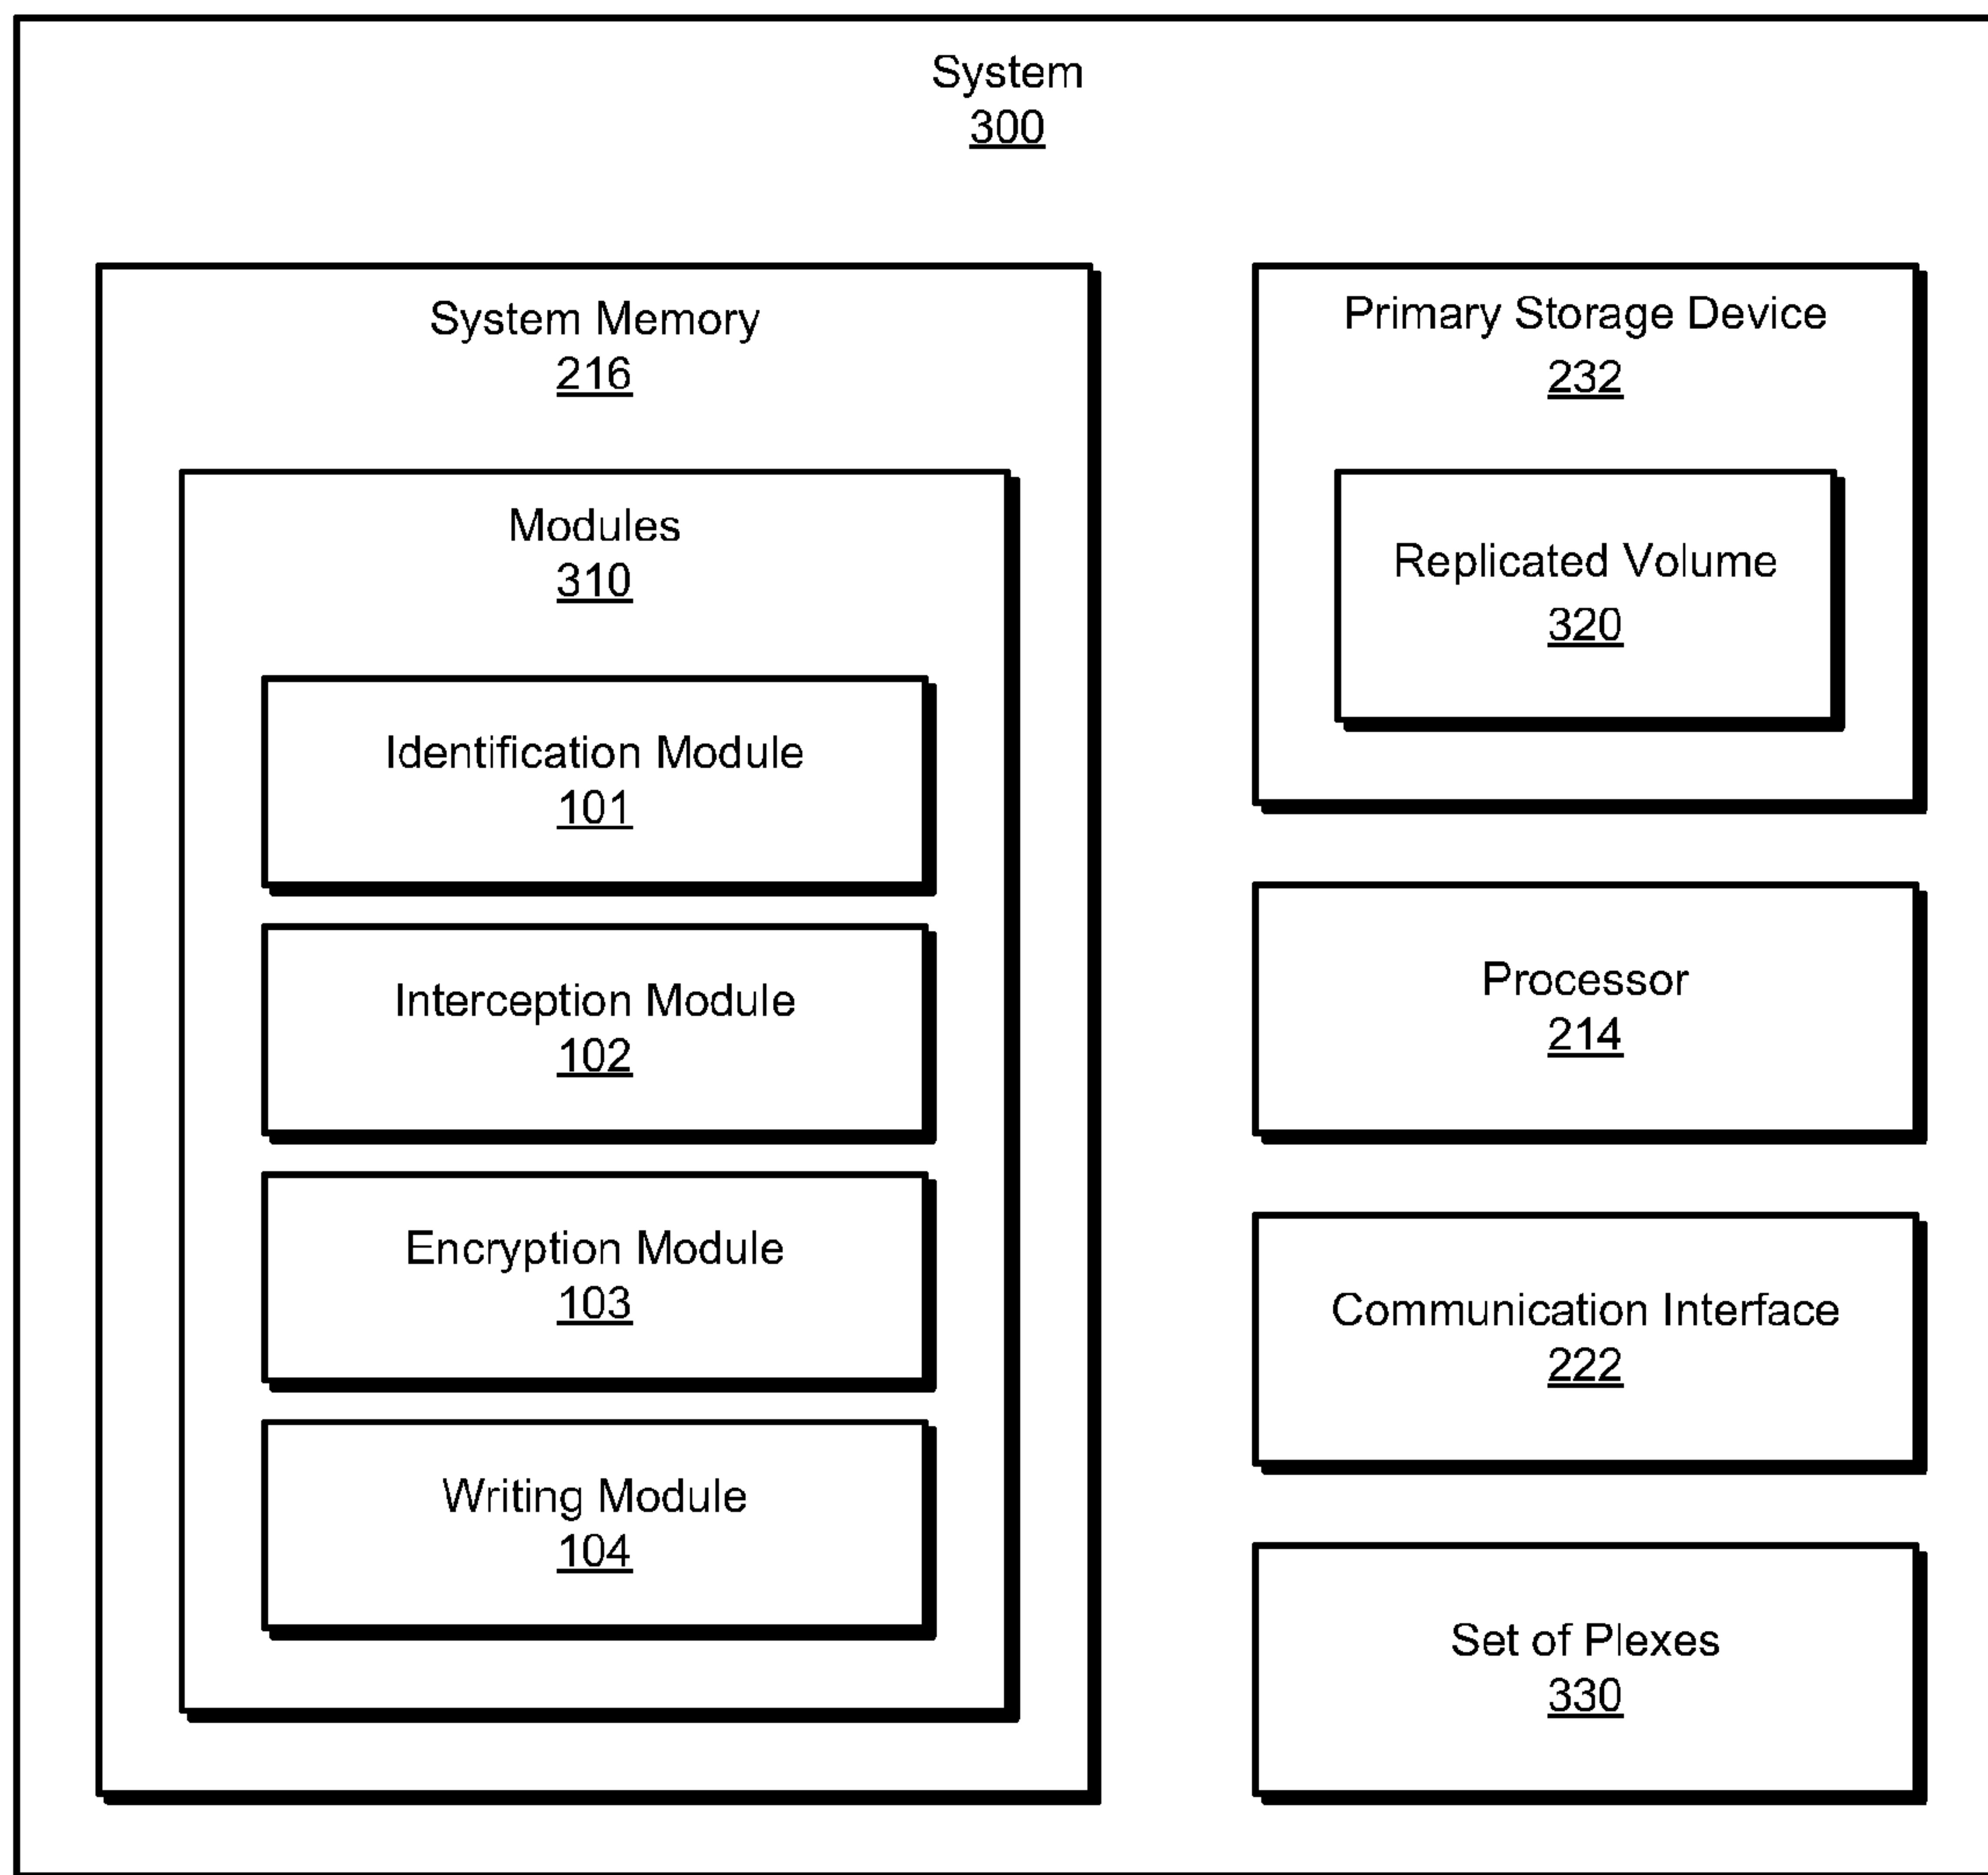 System
300
System Memory
216
Modules
310
Identification Module
101
Interception Module
102
Encryption Module
103
Writing Module
104
Primary Storage Device
232
Replicated Volume
320
Processor
214
Communication Interface
222
Set of Plexes
330